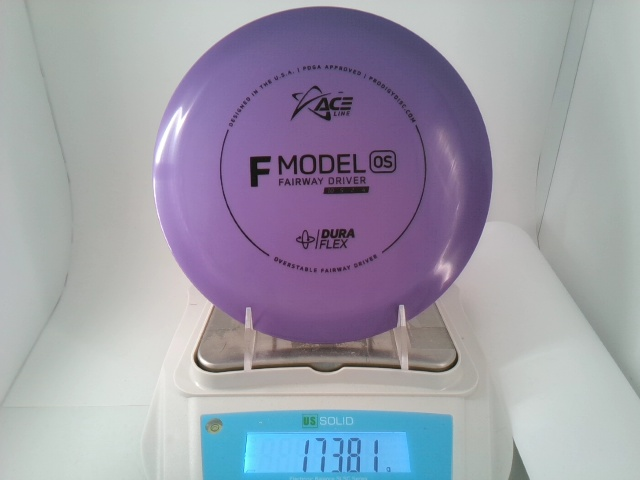 DESIGNED IN THE U.S.A. | PDGA APPROVED | PRODIGYDISC.COM
ACE
LINE
F MODEL OS
FAIRWAY DRIVER
DURA
FLEX
OVERSTABLE FAIRWAY DRIVER
US SOLID
173.81 g